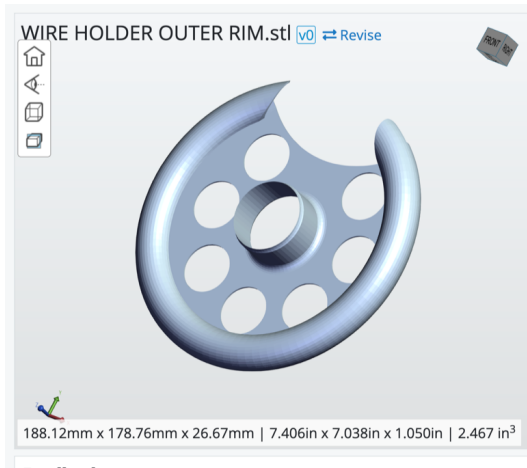 WIRE HOLDER OUTER RIM.stl v0 ⇄ Revise
FRONT
188.12mm x 178.76mm x 26.67mm | 7.406in x 7.038in x 1.050in | 2.467 in³